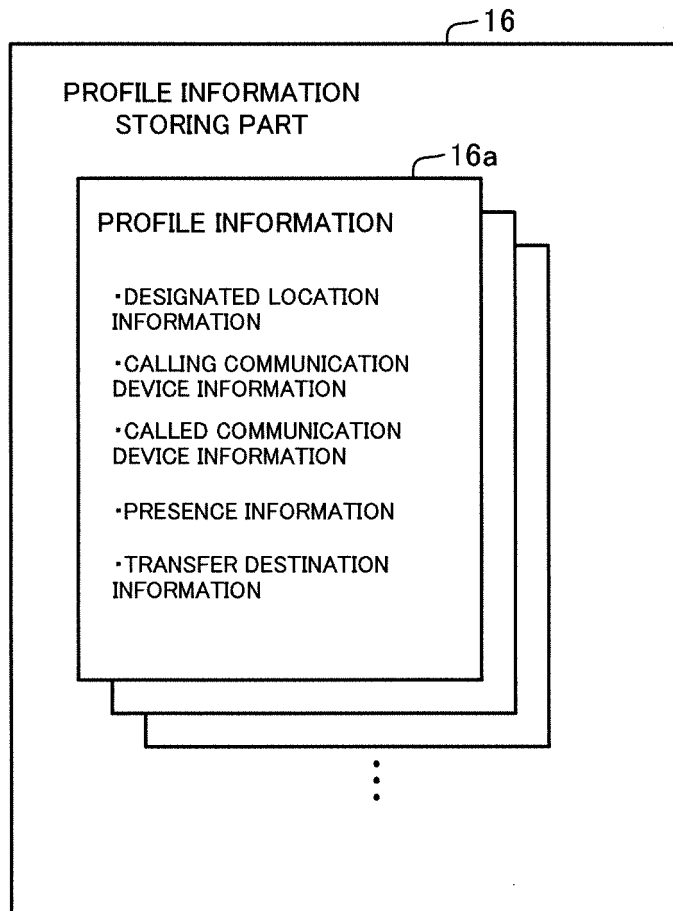 16
PROFILE INFORMATION
STORING PART
16a
PROFILE INFORMATION
・DESIGNATED LOCATION
INFORMATION
・CALLING COMMUNICATION
DEVICE INFORMATION
・CALLED COMMUNICATION
DEVICE INFORMATION
・PRESENCE INFORMATION
・TRANSFER DESTINATION
INFORMATION